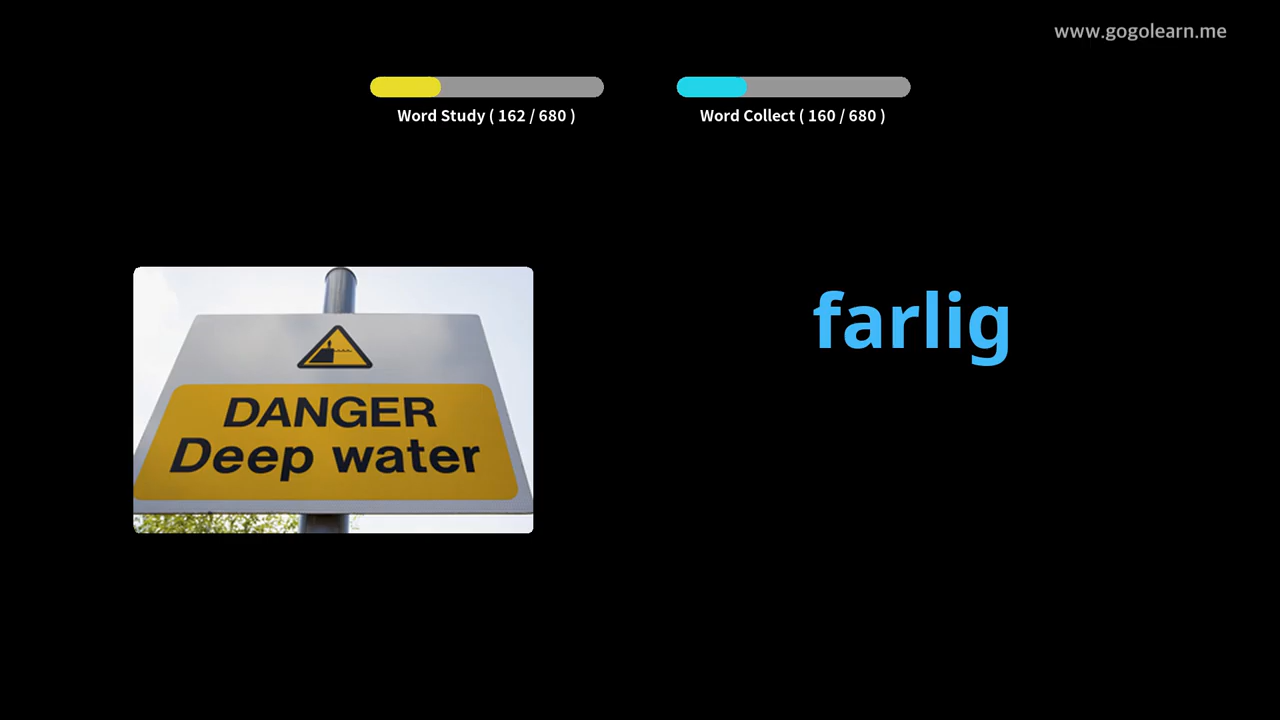 www.gogolearn.me
Word Study ( 162 / 680 )
Word Collect ( 160 / 680 )
DANGER
Deep water
farlig